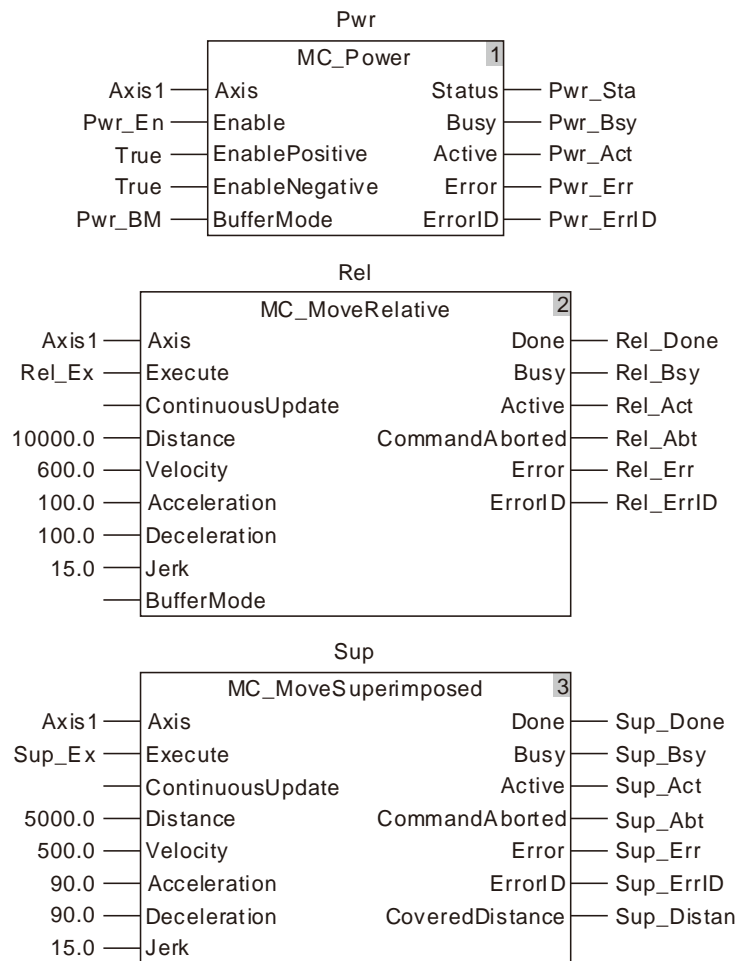 Pwr
MC_Power 1
Axis1 Axis Status Pwr_Sta
Pwr_En Enable Busy Pwr_Bsy
True EnablePositive Active Pwr_Act
True EnableNegative Error Pwr_Err
Pwr_BM BufferMode ErrorID Pwr_ErrID
Rel
MC_MoveRelative 2
Axis1 Axis Done Rel_Done
Rel_Ex Execute Busy Rel_Bsy
ContinuousUpdate Active Rel_Act
10000.0 Distance CommandAborted Rel_Abt
600.0 Velocity Error Rel_Err
100.0 Acceleration ErrorID Rel_ErrID
100.0 Deceleration
15.0 Jerk
BufferMode
Sup
MC_MoveSuperimposed 3
Axis1 Axis Done Sup_Done
Sup_Ex Execute Busy Sup_Bsy
ContinuousUpdate Active Sup_Act
5000.0 Distance CommandAborted Sup_Abt
500.0 Velocity Error Sup_Err
90.0 Acceleration ErrorID Sup_ErrID
90.0 Deceleration CoveredDistance Sup_Distan
15.0 Jerk